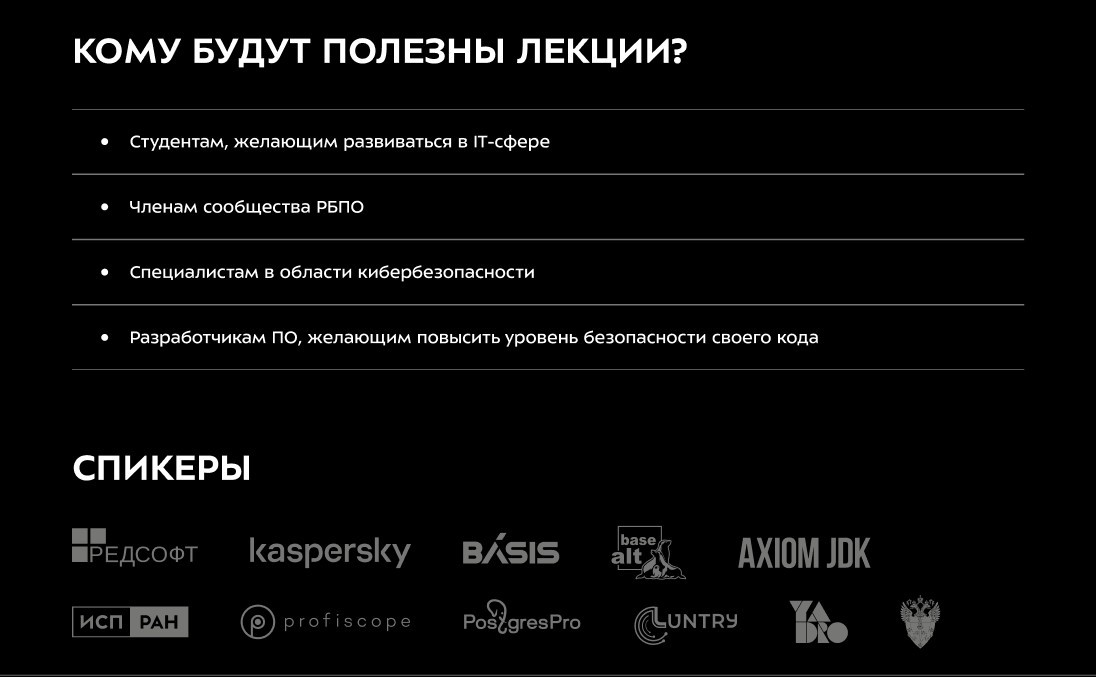 КОМУ БУДУТ ПОЛЕЗНЫ ЛЕКЦИИ?
Студентам, желающим развиваться в IT-сфере
Членам сообщества РБПО
Специалистам в области кибербезопасности
Разработчикам ПО, желающим повысить уровень безопасности своего кода
СПИКЕРЫ
РЕДСОФТ kaspersky BASIS base alt AXIOM JDK
ИСП РАН profiscope PostgresPro LUNTRY YADRO